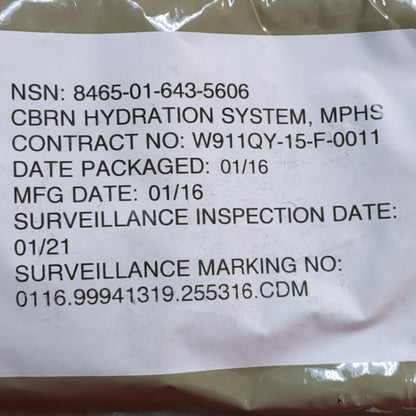 NSN: 8465-01-643-5606
CBRN HYDRATION SYSTEM, MPHS
CONTRACT NO: W911QY-15-F-0011
DATE PACKAGED: 01/16
MFG DATE: 01/16
SURVEILLANCE INSPECTION DATE:
01/21
SURVEILLANCE MARKING NO:
0116.99941319.255316.CDM